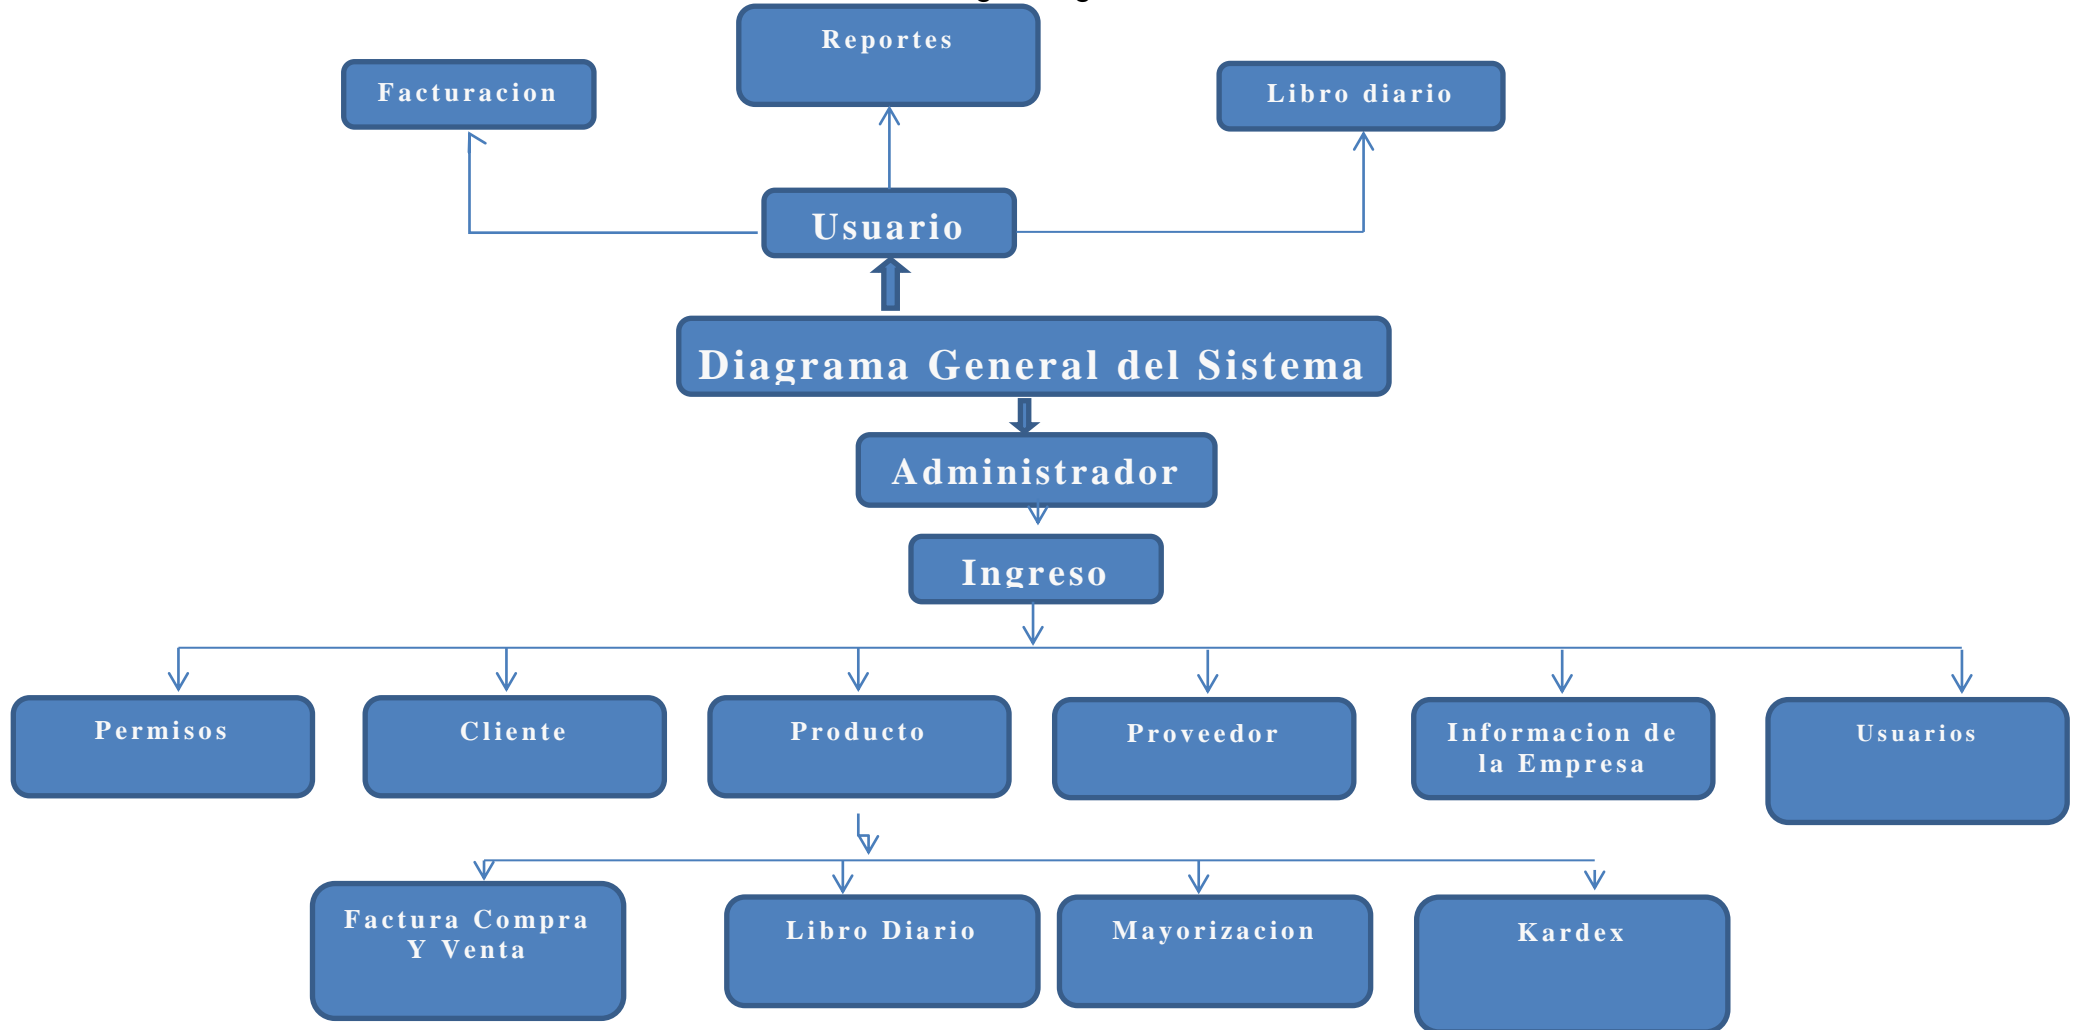 Reportes
Facturacion
Libro diario
Usuario
Diagrama General del Sistema
Administrador
Ingreso
Permisos
Cliente
Producto
Proveedor
Informacion de
la Empresa
Usuarios
Factura Compra
Y Venta
Libro Diario
Mayorizacion
Kardex